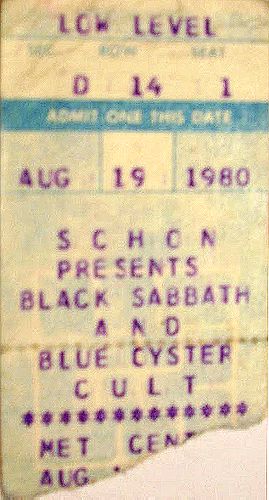 LOW LEVEL
SEC ROW SEAT
D 14 1
ADMIT ONE THIS DATE
AUG 19 1980
SCHON
PRESENTS
BLACK SABBATH
AND
BLUE OYSTER
CULT
*************
MET CENT
AUG